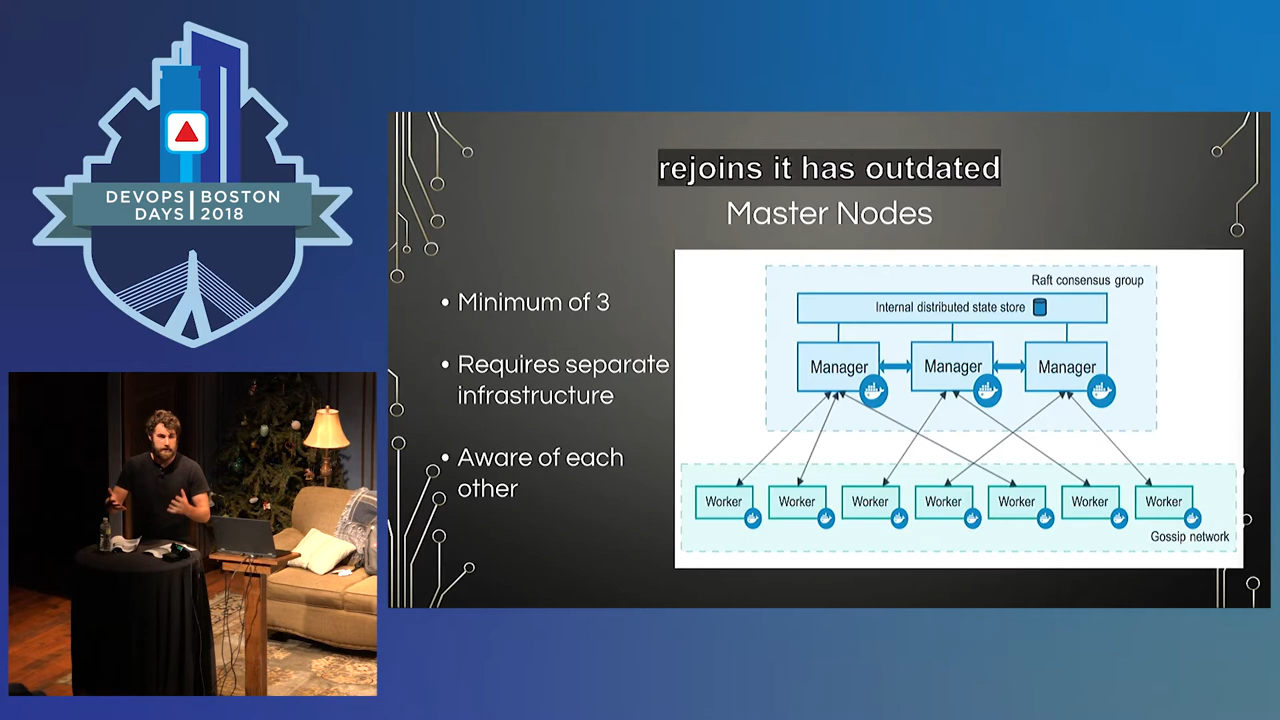 DEVOPS BOSTON
DAYS 2018
rejoins it has outdated
Master Nodes
• Minimum of 3
• Requires separate
infrastructure
• Aware of each
other
Raft consensus group
Internal distributed state store
Manager Manager Manager
Worker Worker Worker Worker Worker Worker Worker
Gossip network